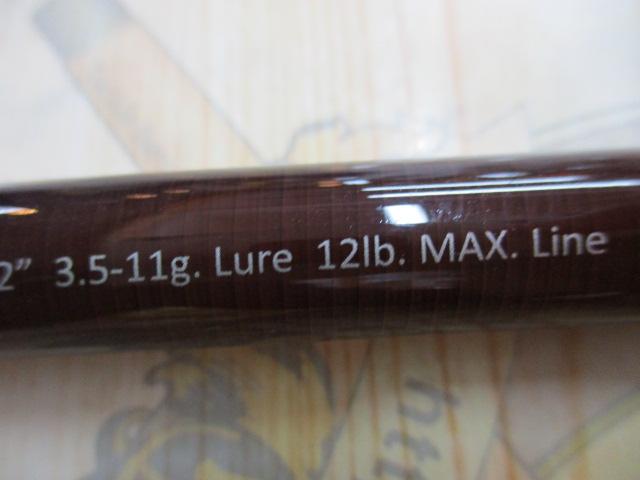 2” 3.5-11g. Lure 12lb. MAX. Line